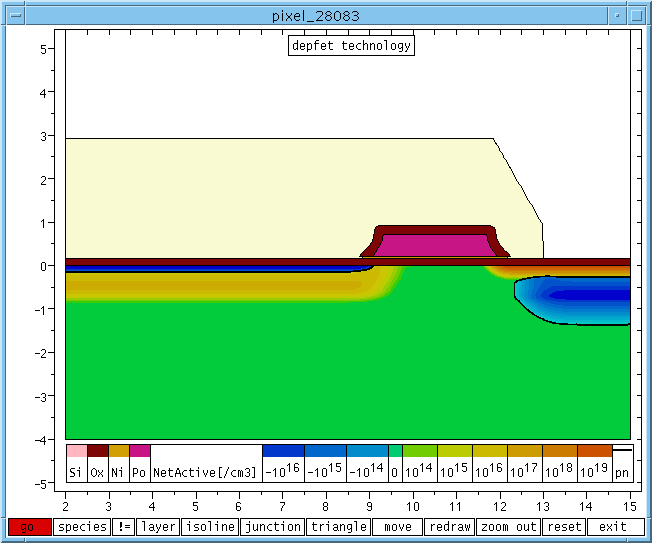 pixel_28083
depfet technology
5
4
3
2
1
0
-1
-2
-3
-4
-5
Si Ox Ni Po NetActive[/cm3] -10^16 -10^15 -10^14 0 10^14 10^15 10^16 10^17 10^18 10^19 pn
2 3 4 5 6 7 8 9 10 11 12 13 14 15
go species != layer isoline junction triangle move redraw zoom out reset exit